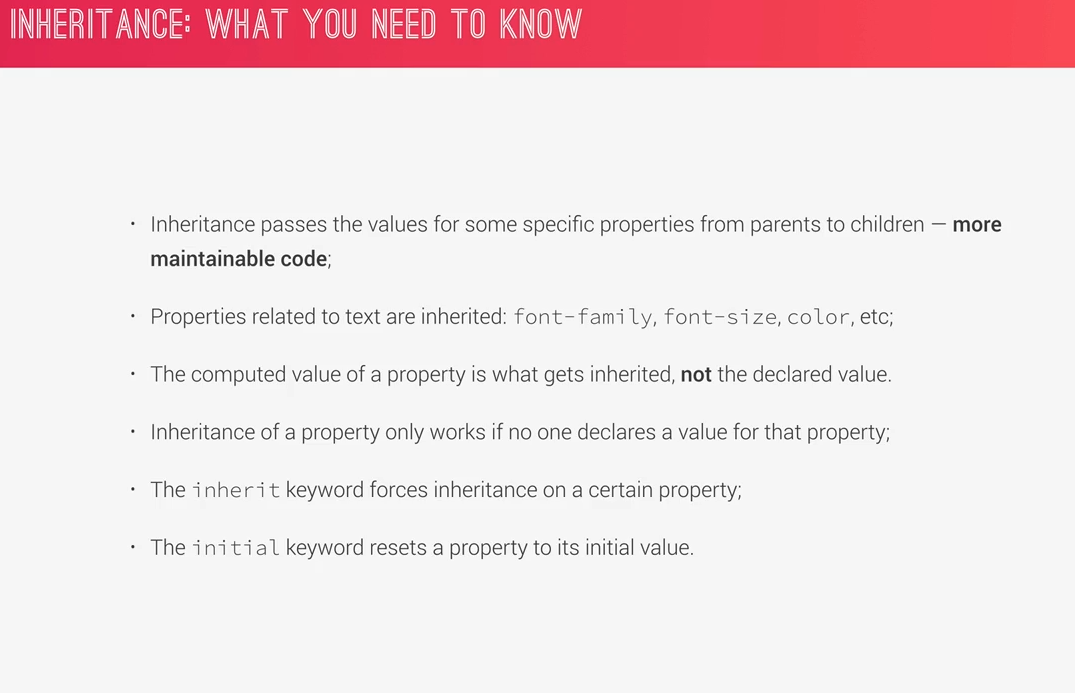 INHERITANCE: WHAT YOU NEED TO KNOW
• Inheritance passes the values for some specific properties from parents to children — more
maintainable code;
• Properties related to text are inherited: font-family, font-size, color, etc;
• The computed value of a property is what gets inherited, not the declared value.
• Inheritance of a property only works if no one declares a value for that property;
• The inherit keyword forces inheritance on a certain property;
• The initial keyword resets a property to its initial value.